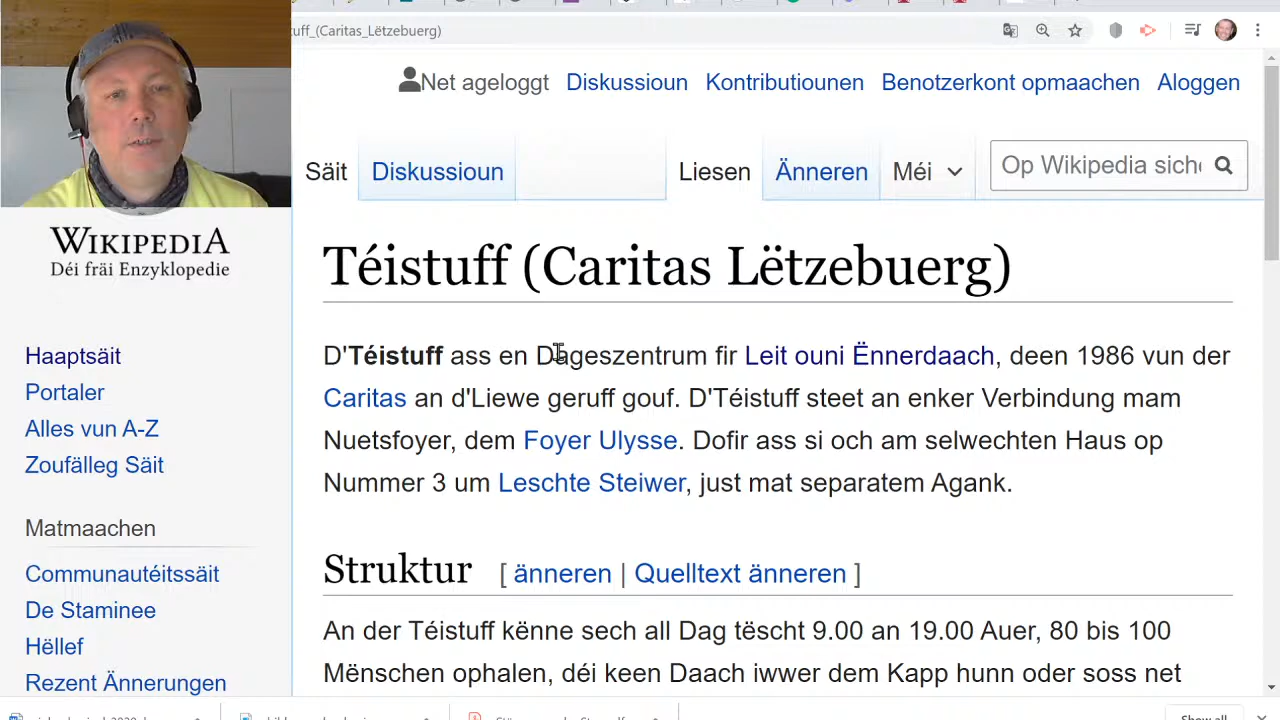 uff_(Caritas_Lëtzebuerg)
Net ageloggt Diskussioun Kontributiounen Benotzerkont opmaachen Aloggen
Säit Diskussioun Liesen Änneren Méi Op Wikipedia siche
WIKIPEDIA
Déi fräi Enzyklopedie
Téistuff (Caritas Lëtzebuerg)
D'Téistuff ass en Dageszentrum fir Leit ouni Ënnerdaach, deen 1986 vun der
Caritas an d'Liewe geruff gouf. D'Téistuff steet an enker Verbindung mam
Nuetsfoyer, dem Foyer Ulysse. Dofir ass si och am selwechten Haus op
Nummer 3 um Leschte Steiwer, just mat separatem Agank.
Haaptsäit
Portaler
Alles vun A-Z
Zoufälleg Säit
Matmaachen
Communautéitssäit
De Staminee
Hëllef
Rezent Ännerungen
Struktur [ änneren | Quelltext änneren ]
An der Téistuff kënne sech all Dag tëscht 9.00 an 19.00 Auer, 80 bis 100
Mënschen ophalen, déi keen Daach iwwer dem Kapp hunn oder soss net
Show all